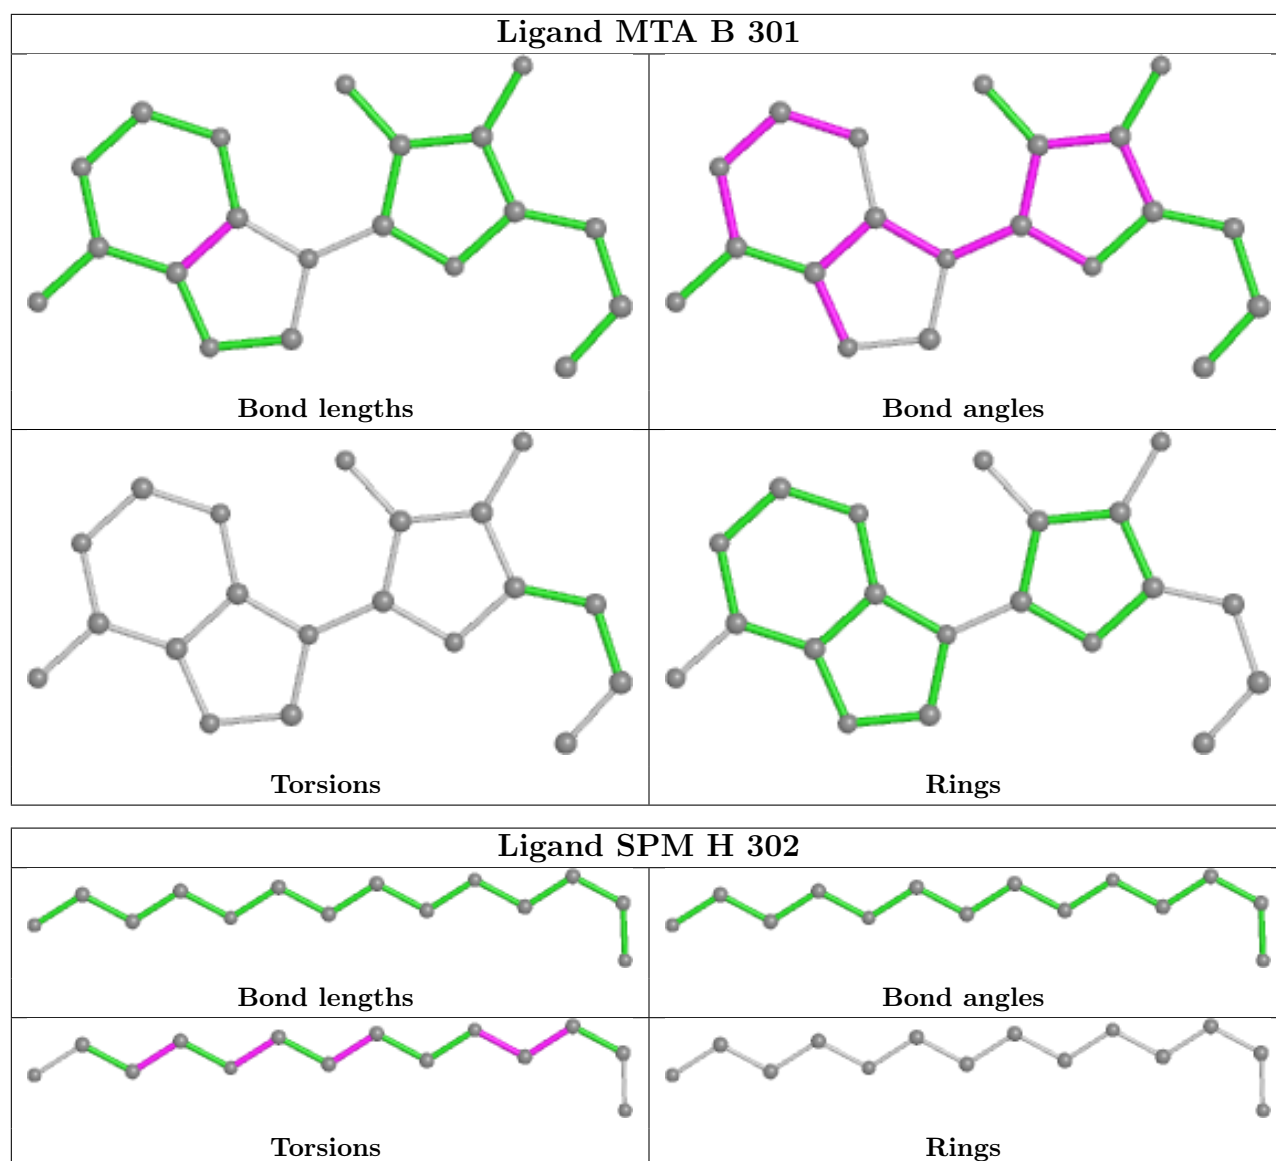 Ligand MTA B 301
Bond lengths
Bond angles
Torsions
Rings
Ligand SPM H 302
Bond lengths
Bond angles
Torsions
Rings